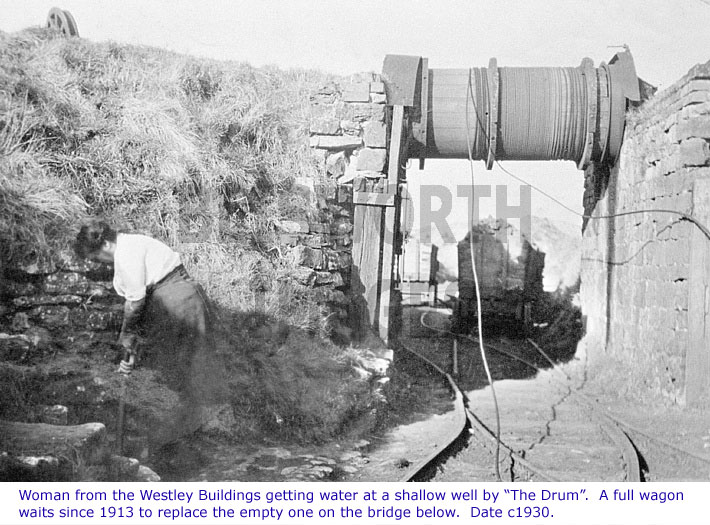 Woman from the Westley Buildings getting water at a shallow well by “The Drum”.  A full wagon
waits since 1913 to replace the empty one on the bridge below.  Date c1930.